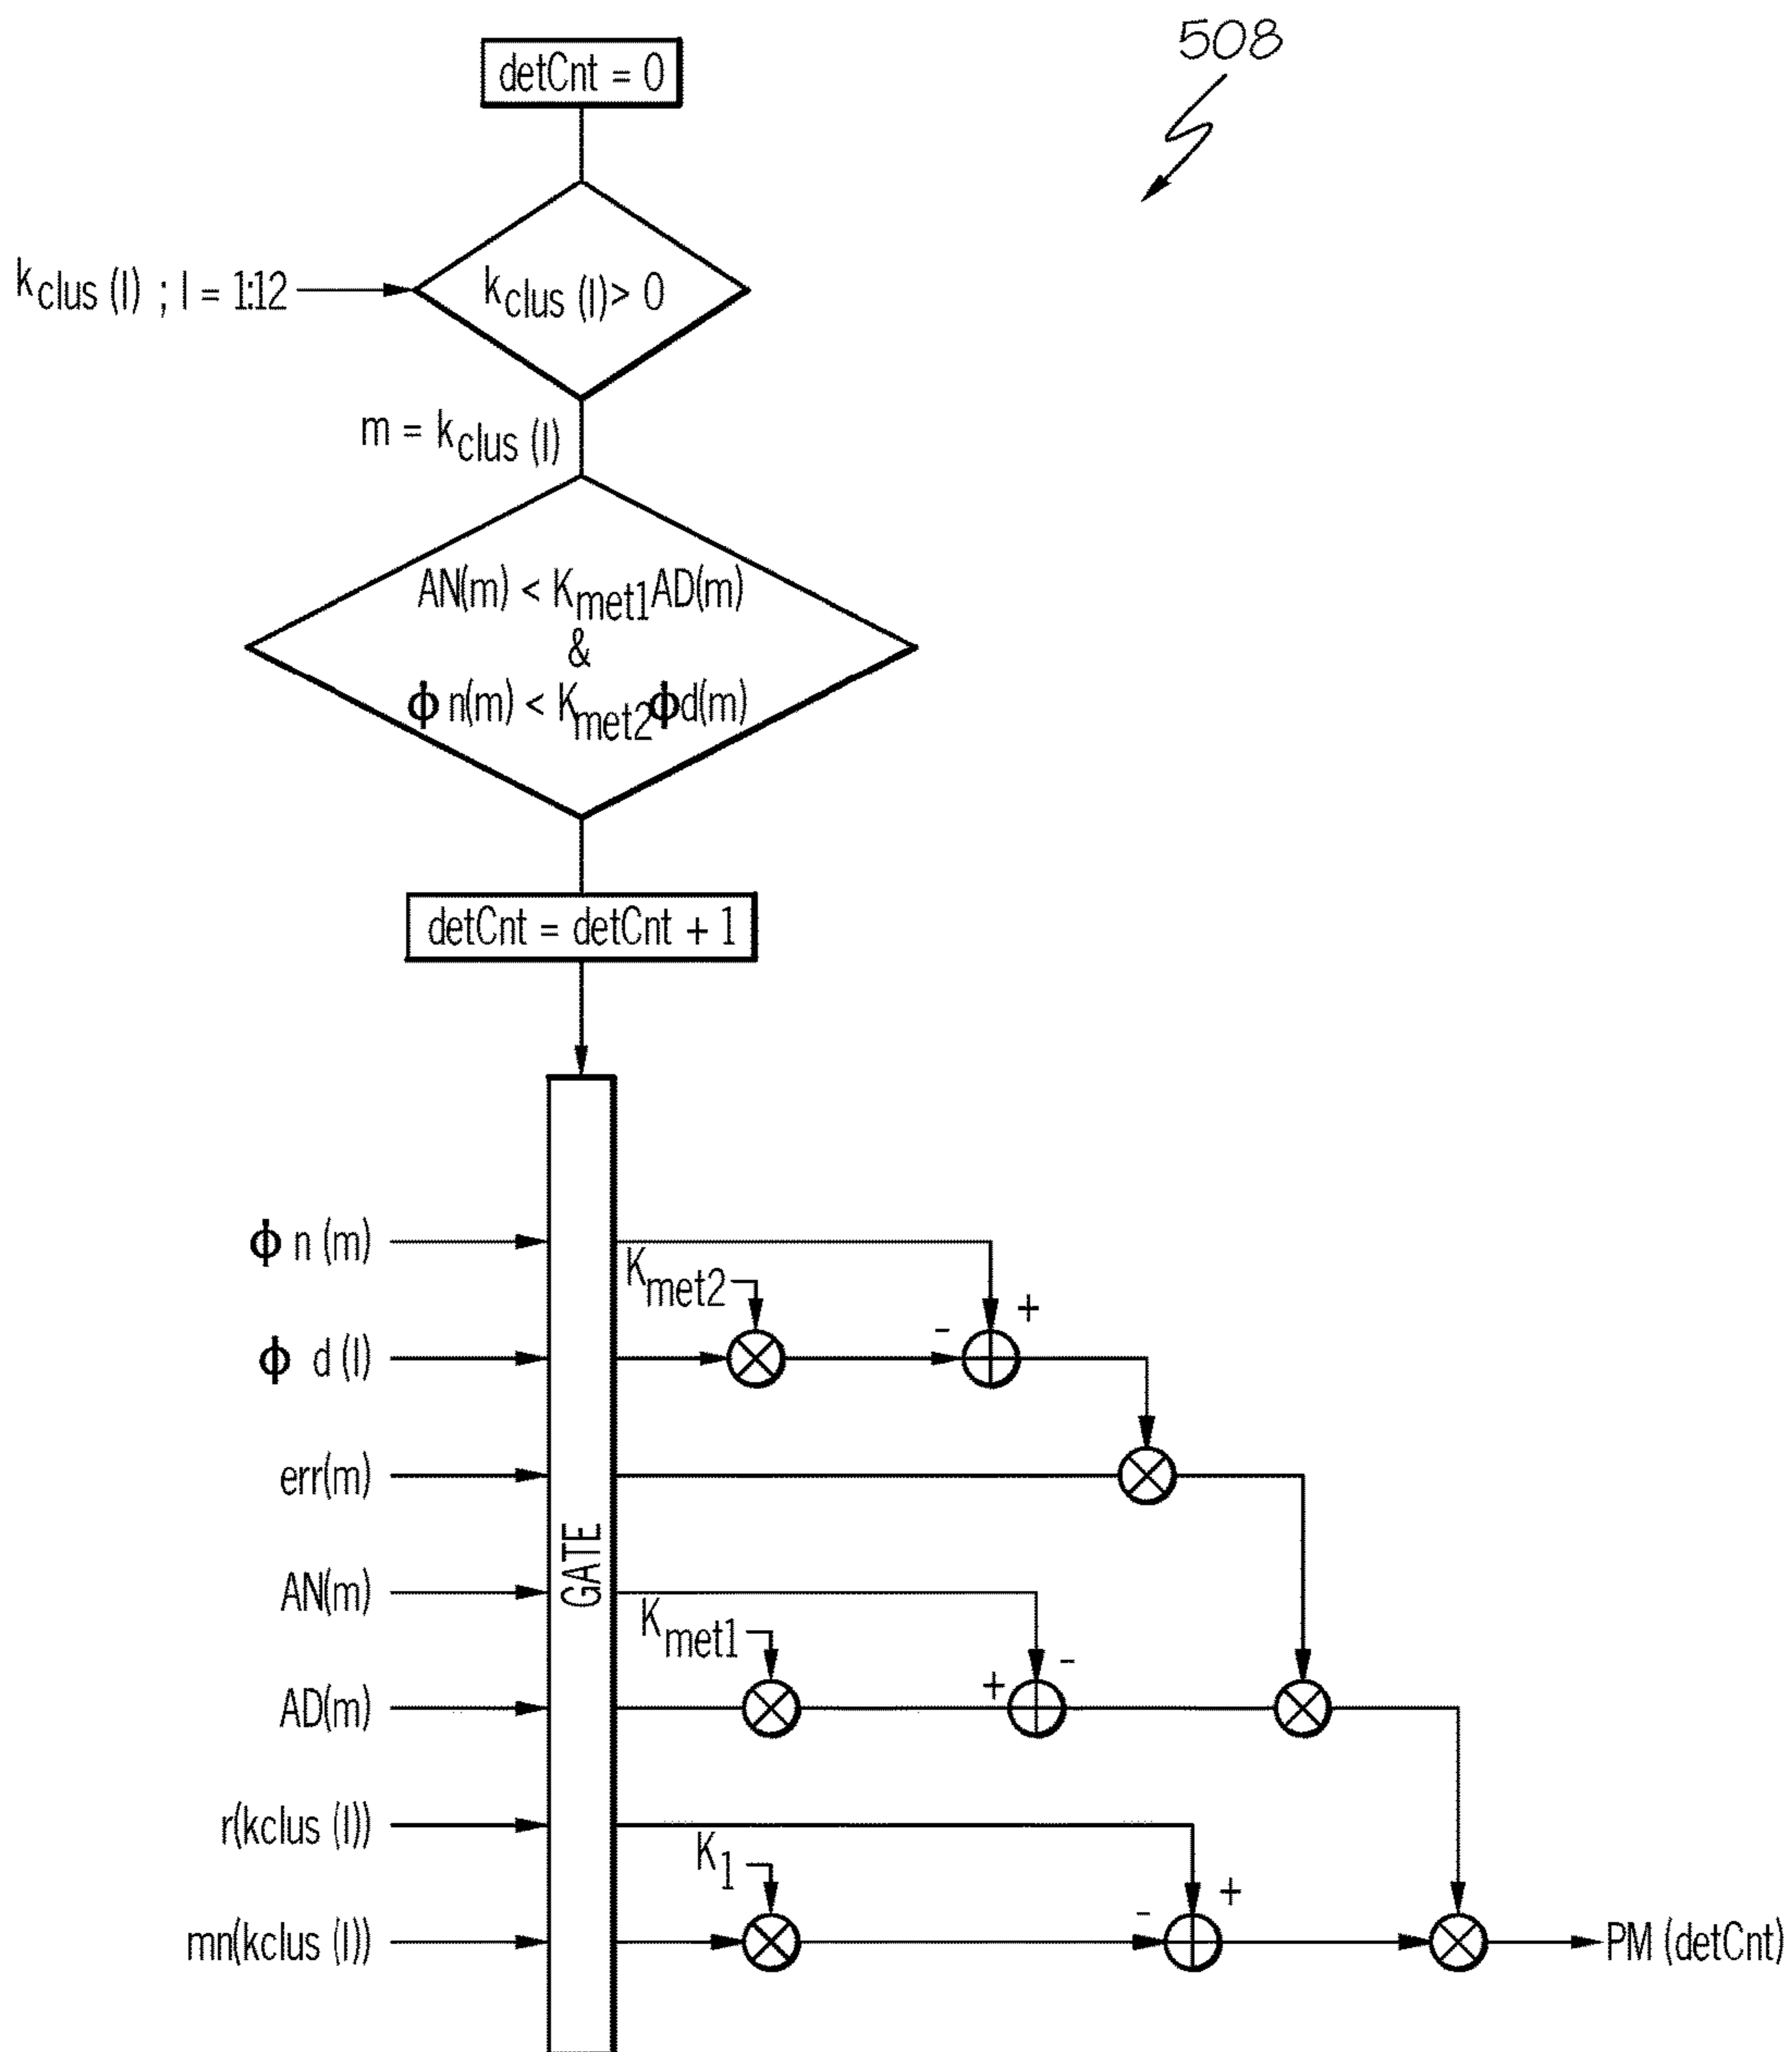 508
detCnt = 0
kclus (l) ; l = 1:12
kclus (l) > 0
m = kclus (l)
AN(m) < Kmet1AD(m)
&
ϕ n(m) < Kmet2ϕd(m)
detCnt = detCnt + 1
GATE
ϕ n (m)
Kmet2
+
-
ϕ d (l)
err(m)
AN(m)
Kmet1
-
+
AD(m)
r(kclus (l))
K1
+
-
mn(kclus (l))
PM (detCnt)